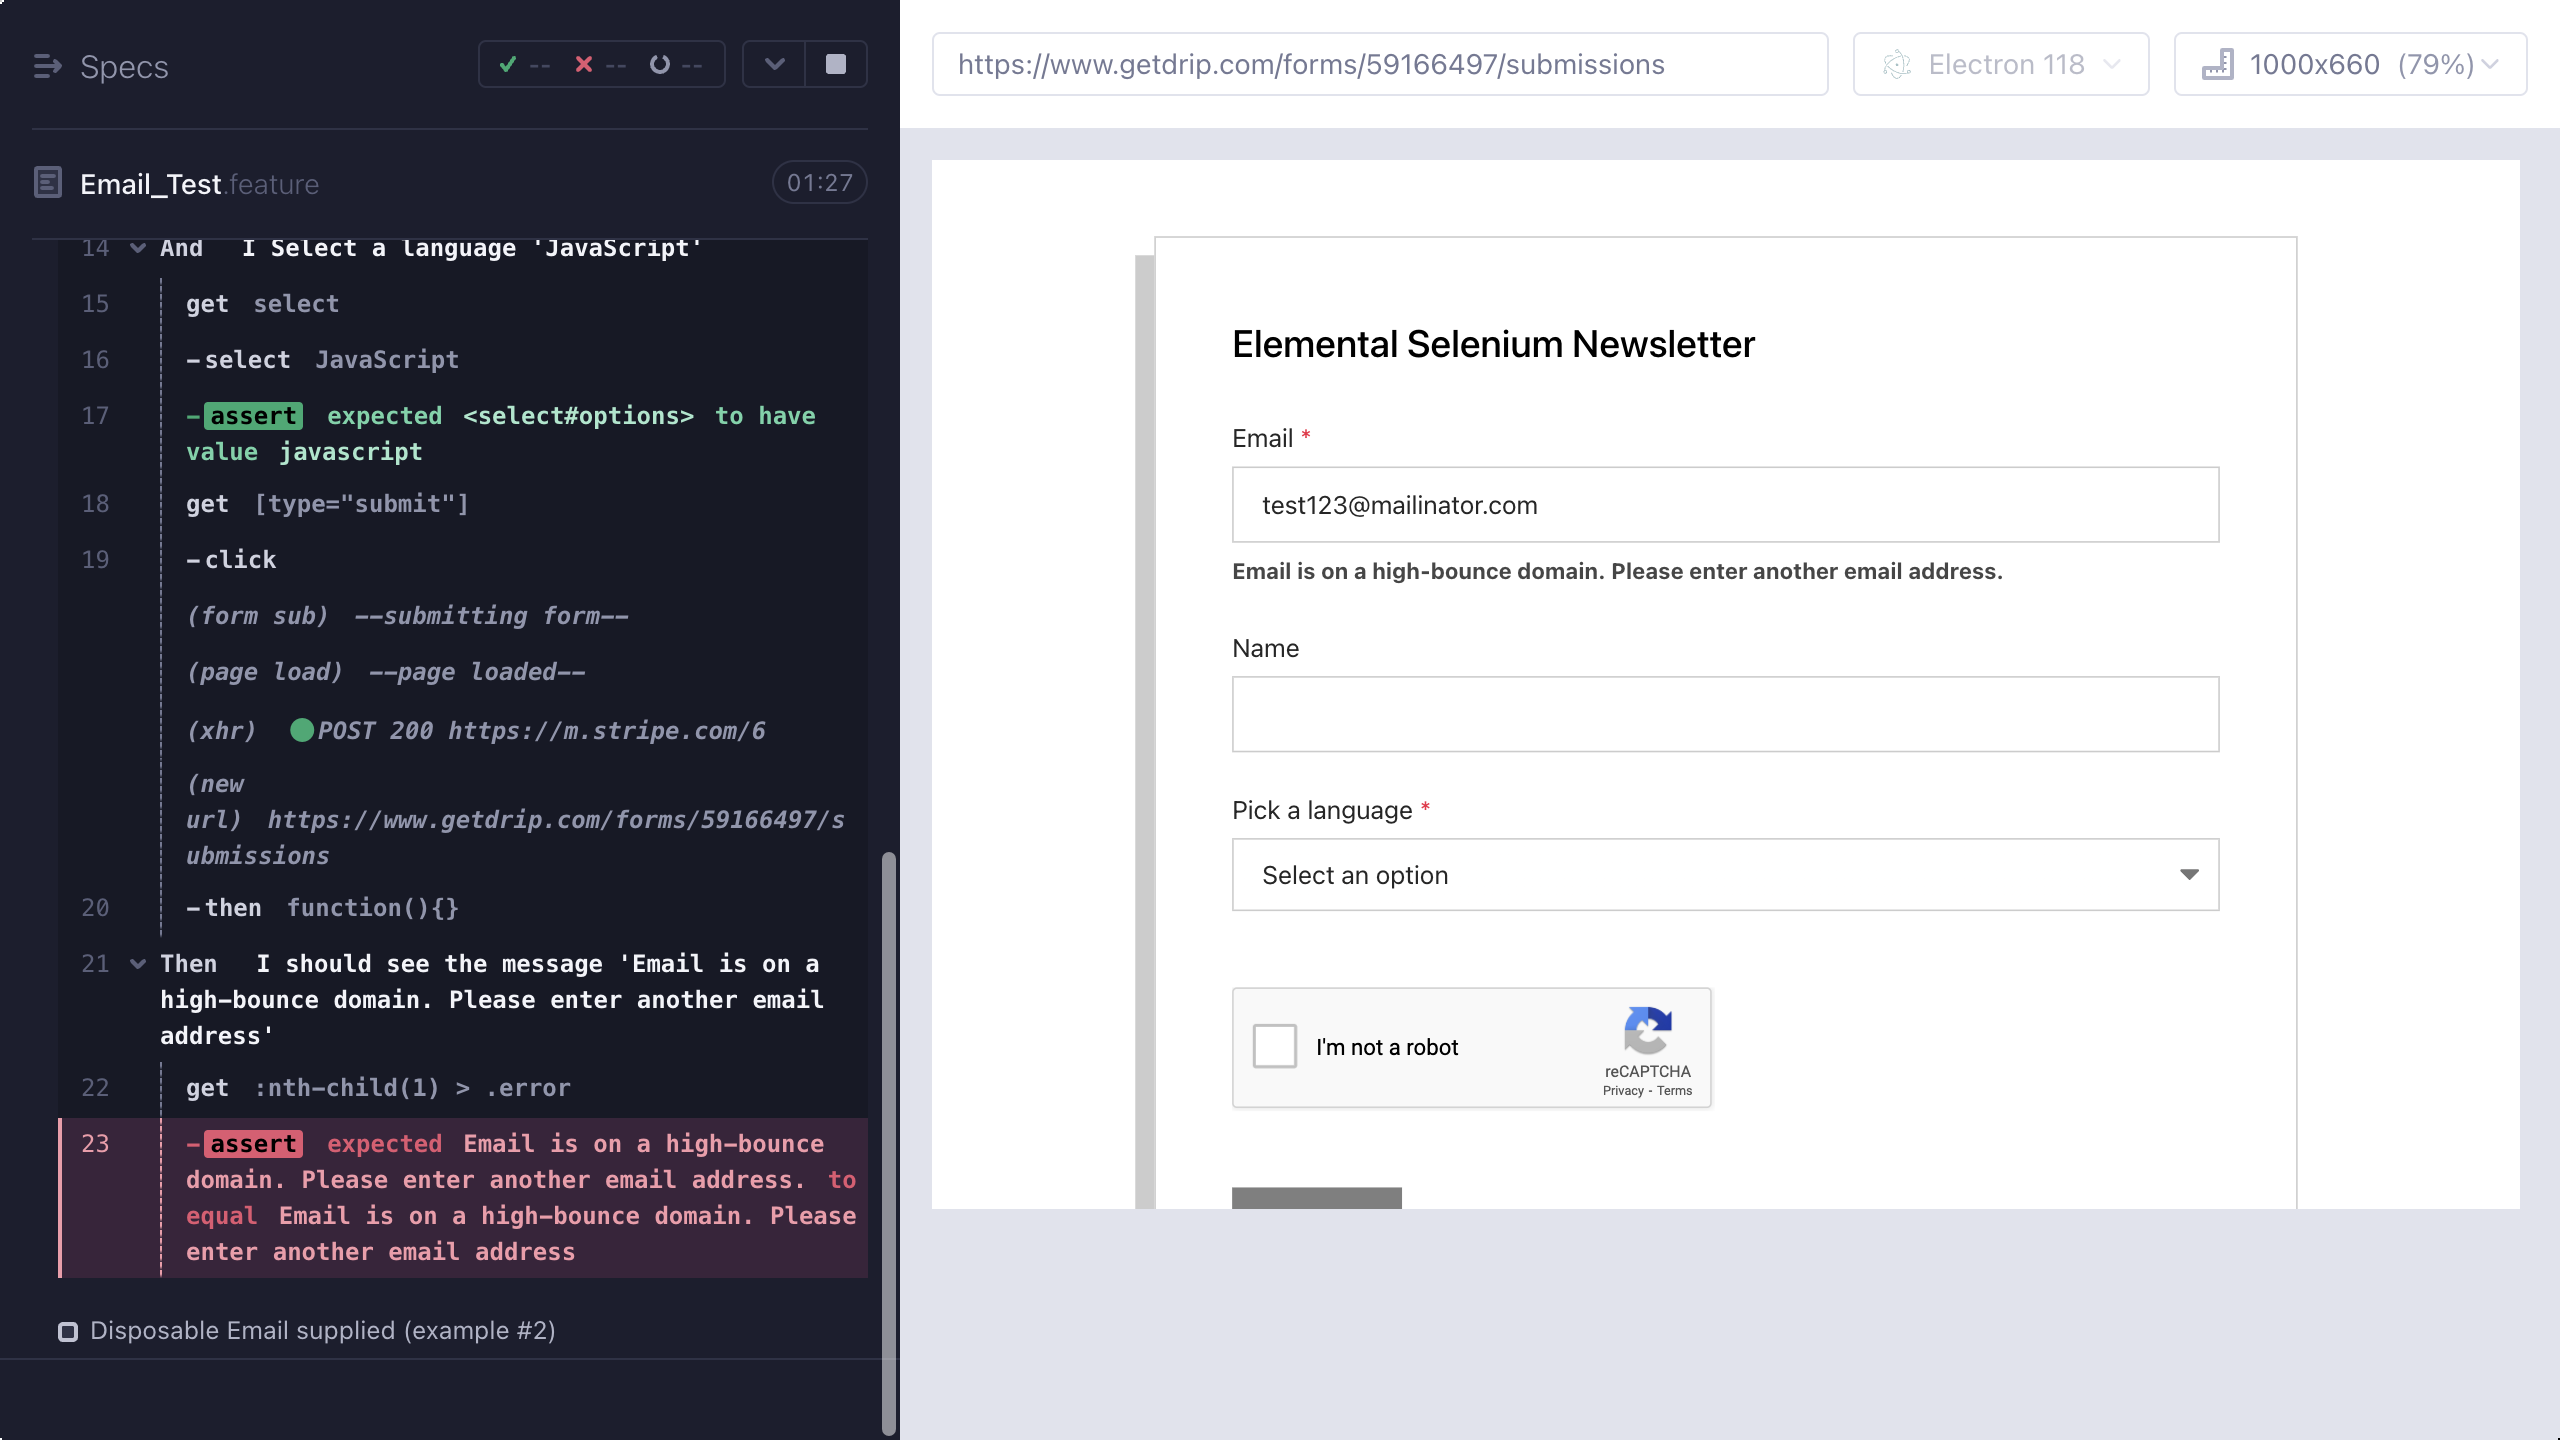 Specs
-- -- --
Email_Test.feature 01:27
14 And I Select a language 'JavaScript'
15 get select
16 -select JavaScript
17 -assert expected <select#options> to have
value javascript
18 get [type="submit"]
19 -click
(form sub) --submitting form--
(page load) --page loaded--
(xhr) POST 200 https://m.stripe.com/6
(new
url) https://www.getdrip.com/forms/59166497/s
ubmissions
20 -then function(){}
21 Then I should see the message 'Email is on a
high-bounce domain. Please enter another email
address'
22 get :nth-child(1) > .error
23 -assert expected Email is on a high-bounce
domain. Please enter another email address. to
equal Email is on a high-bounce domain. Please
enter another email address
Disposable Email supplied (example #2)
https://www.getdrip.com/forms/59166497/submissions
Electron 118
1000x660 (79%)
Elemental Selenium Newsletter
Email *
test123@mailinator.com
Email is on a high-bounce domain. Please enter another email address.
Name
Pick a language *
Select an option
I'm not a robot
reCAPTCHA
Privacy - Terms